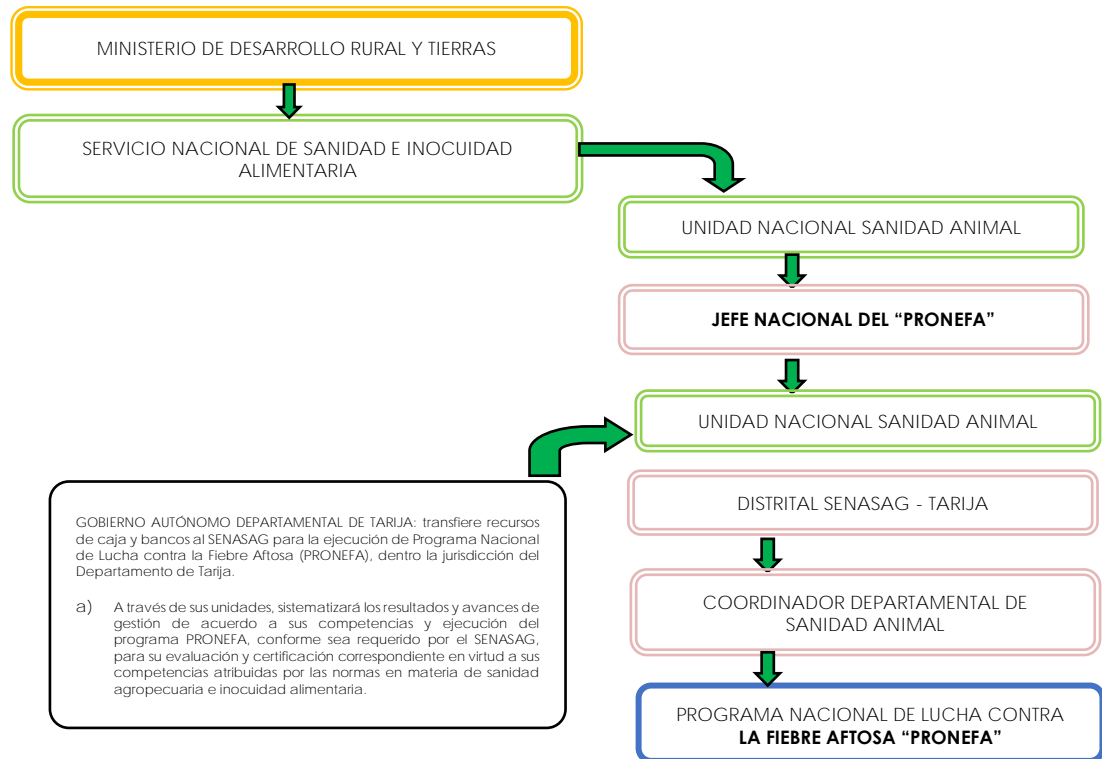 MINISTERIO DE DESARROLLO RURAL Y TIERRAS
SERVICIO NACIONAL DE SANIDAD E INOCUIDAD
ALIMENTARIA
UNIDAD NACIONAL SANIDAD ANIMAL
JEFE NACIONAL DEL “PRONEFA”
UNIDAD NACIONAL SANIDAD ANIMAL
GOBIERNO AUTÓNOMO DEPARTAMENTAL DE TARIJA: transfiere recursos
de caja y bancos al SENASAG para la ejecución de Programa Nacional
de Lucha contra la Fiebre Aftosa (PRONEFA), dentro la jurisdicción del
Departamento de Tarija.
a) A través de sus unidades, sistematizará los resultados y avances de
gestión de acuerdo a sus competencias y ejecución del
programa PRONEFA, conforme sea requerido por el SENASAG,
para su evaluación y certificación correspondiente en virtud a sus
competencias atribuidas por las normas en materia de sanidad
agropecuaria e inocuidad alimentaria.
DISTRITAL SENASAG - TARIJA
COORDINADOR DEPARTAMENTAL DE
SANIDAD ANIMAL
PROGRAMA NACIONAL DE LUCHA CONTRA
LA FIEBRE AFTOSA “PRONEFA”